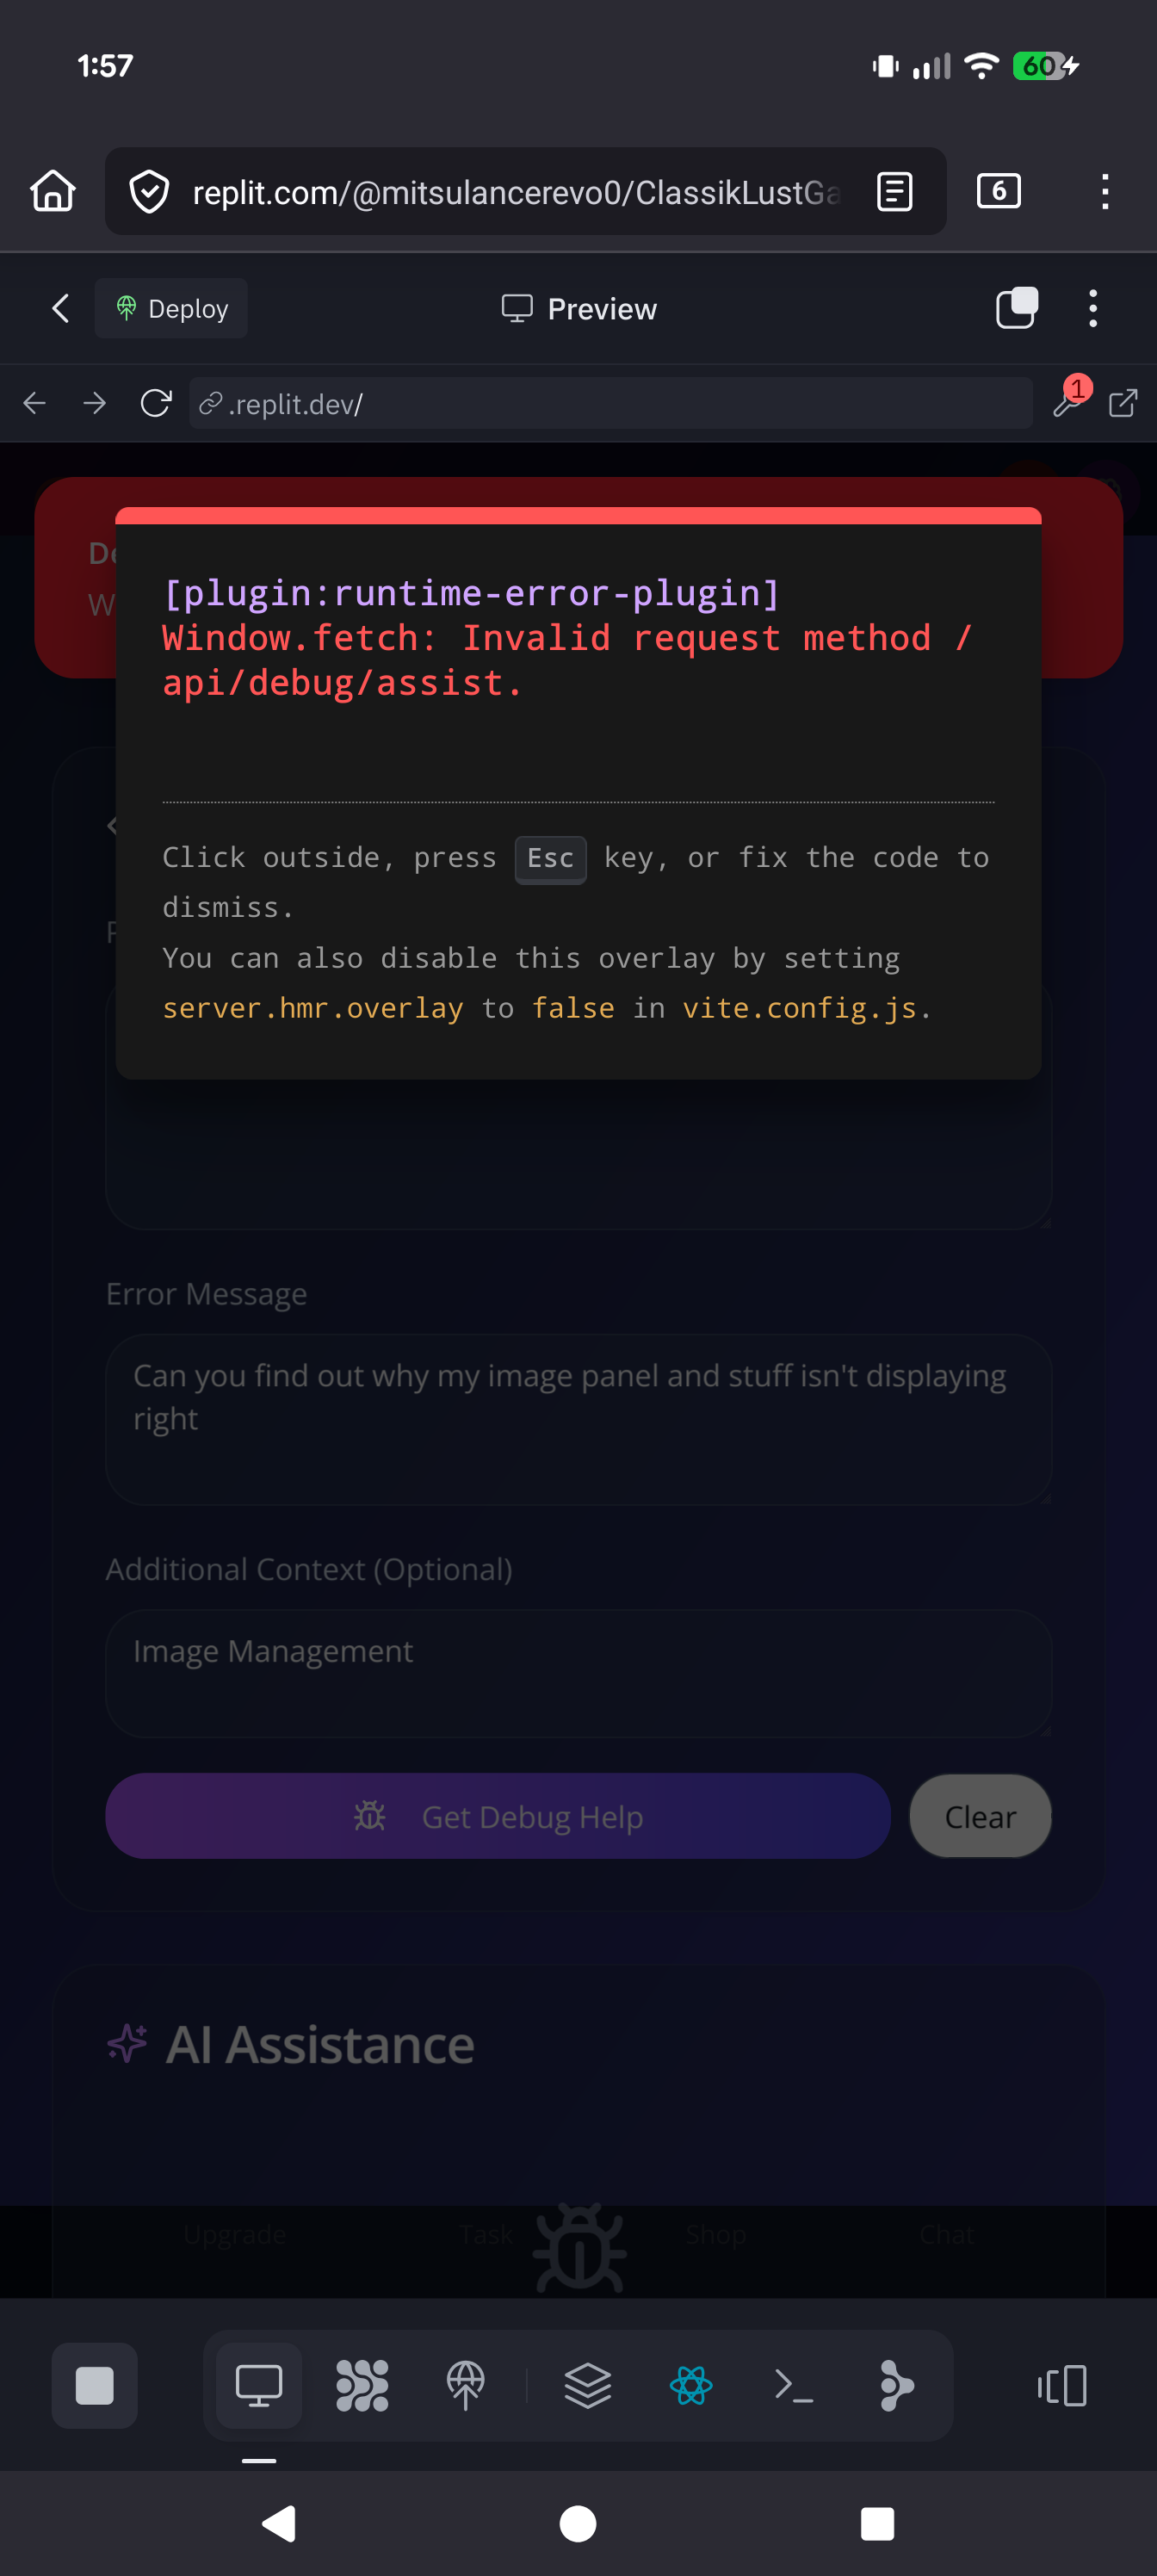 1:57
60
replit.com/@mitsulancerevo0/ClassikLustGa
6
Deploy
Preview
.replit.dev/
1
[plugin:runtime-error-plugin]
Window.fetch: Invalid request method /
api/debug/assist.
Click outside, press Esc key, or fix the code to
dismiss.
You can also disable this overlay by setting
server.hmr.overlay to false in vite.config.js.
Error Message
Can you find out why my image panel and stuff isn't displaying
right
Additional Context (Optional)
Image Management
Get Debug Help
Clear
AI Assistance
Upgrade
Task
Shop
Chat